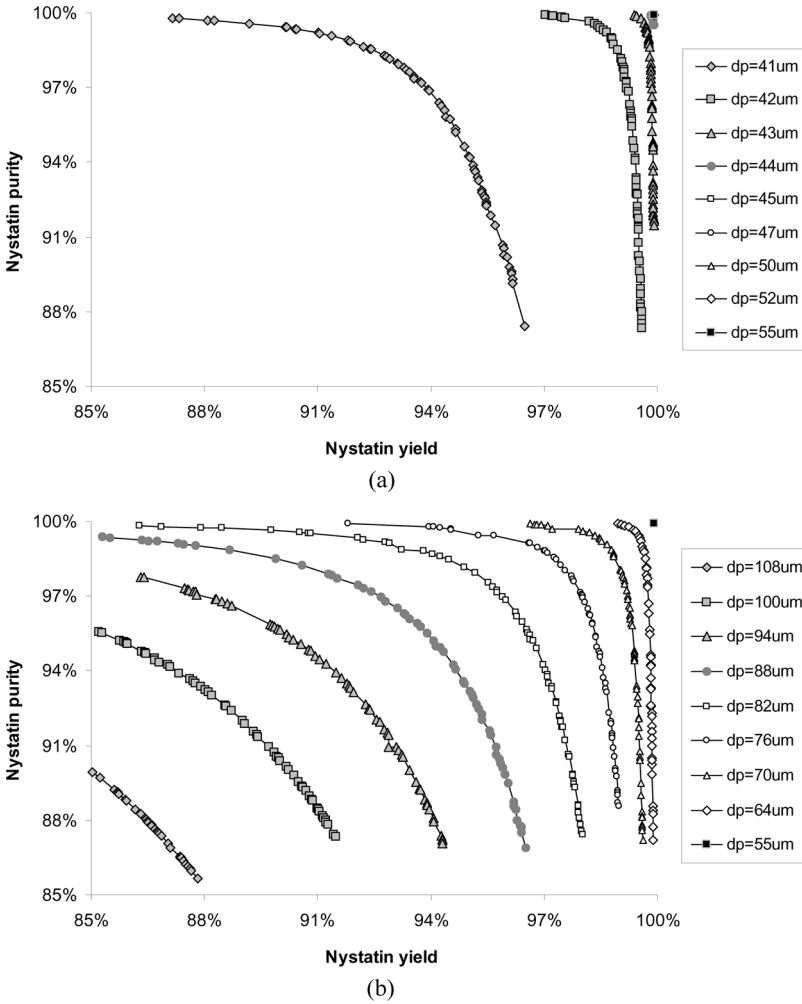 100%
97%
94%
91%
88%
85%
Nystatin purity
85%
88%
91%
94%
97%
100%
Nystatin yield
dp=41um
dp=42um
dp=43um
dp=44um
dp=45um
dp=47um
dp=50um
dp=52um
dp=55um
(a)
100%
97%
94%
91%
88%
85%
Nystatin purity
85%
88%
91%
94%
97%
100%
Nystatin yield
dp=108um
dp=100um
dp=94um
dp=88um
dp=82um
dp=76um
dp=70um
dp=64um
dp=55um
(b)